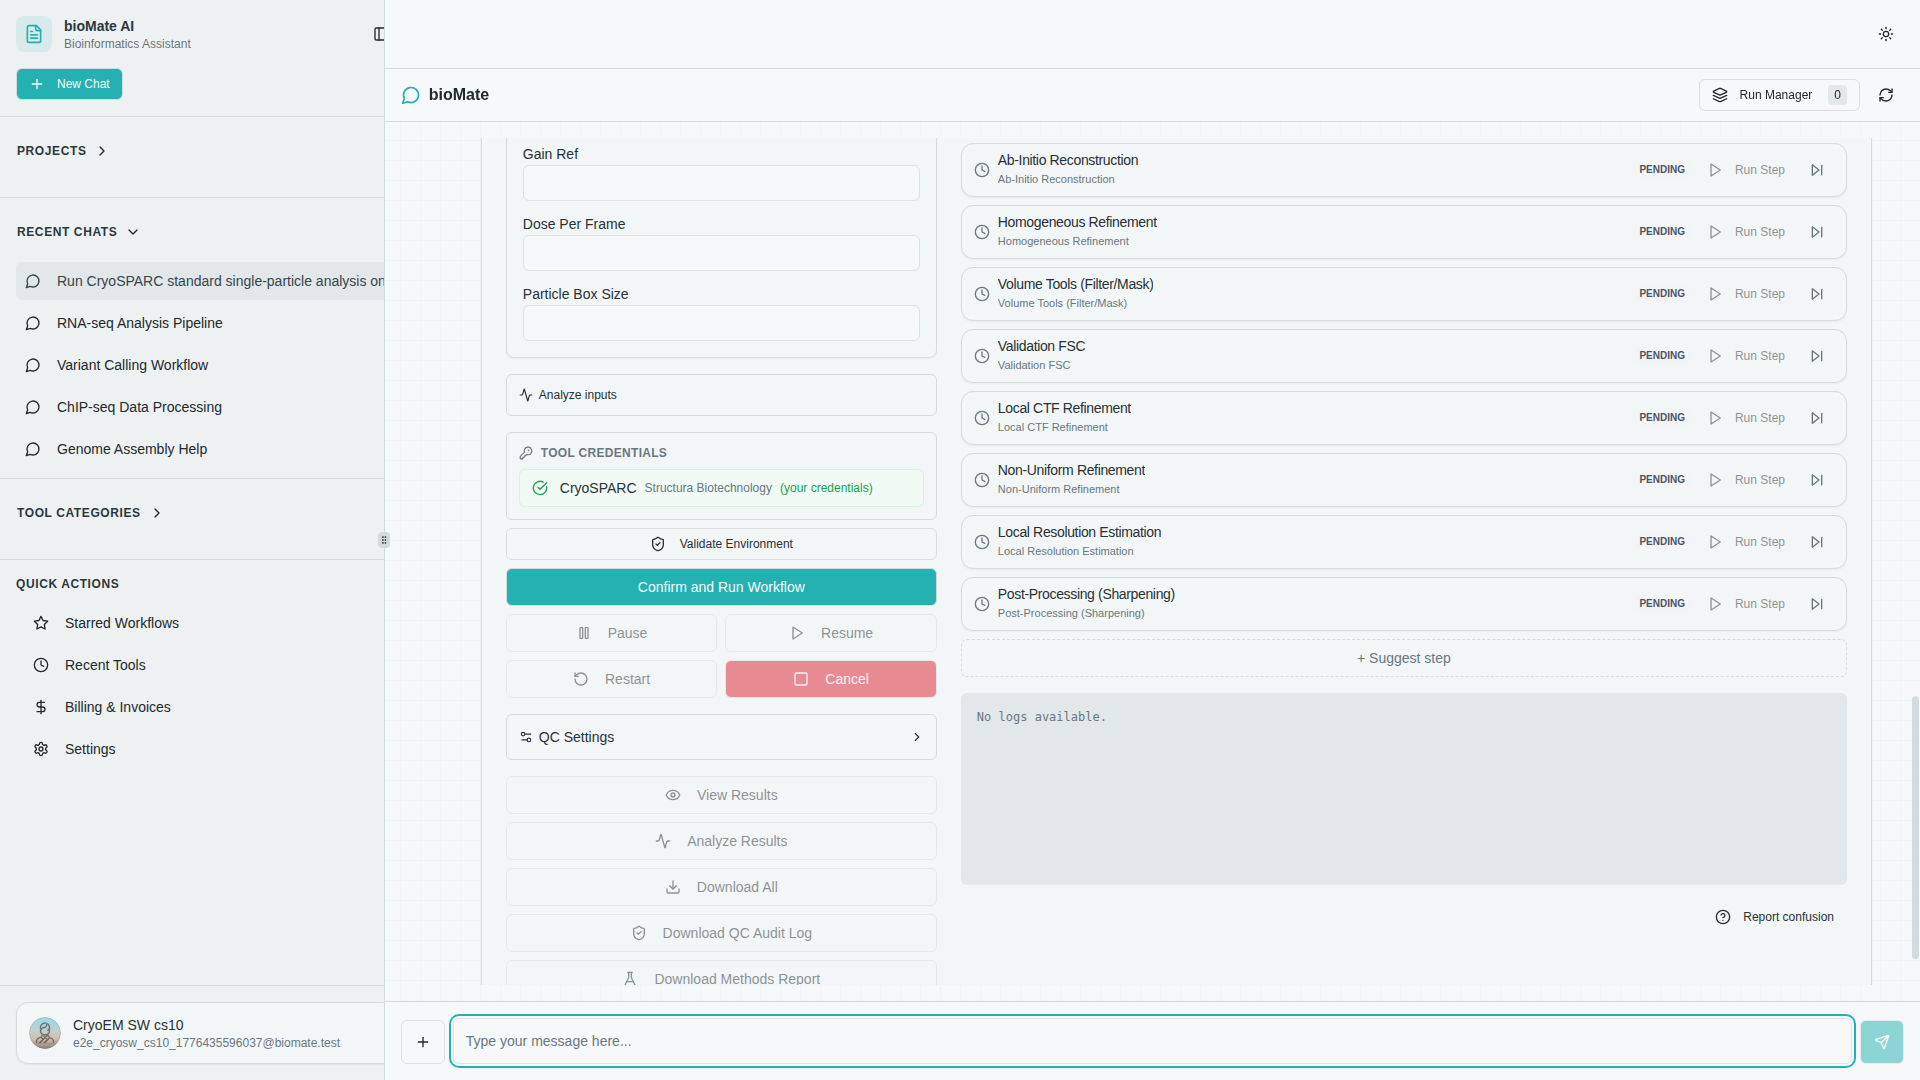 bioMate AI
Bioinformatics Assistant
New Chat
PROJECTS
RECENT CHATS
Run CryoSPARC standard single-particle analysis on
RNA-seq Analysis Pipeline
Variant Calling Workflow
ChIP-seq Data Processing
Genome Assembly Help
TOOL CATEGORIES
QUICK ACTIONS
Starred Workflows
Recent Tools
Billing & Invoices
Settings
CryoEM SW cs10
e2e_cryosw_cs10_1776435596037@biomate.test
bioMate
Run Manager 0
Gain Ref
Dose Per Frame
Particle Box Size
Analyze inputs
TOOL CREDENTIALS
CryoSPARC Structura Biotechnology (your credentials)
Validate Environment
Confirm and Run Workflow
Pause
Resume
Restart
Cancel
QC Settings
View Results
Analyze Results
Download All
Download QC Audit Log
Download Methods Report
Ab-Initio Reconstruction
Ab-Initio Reconstruction
PENDING Run Step
Homogeneous Refinement
Homogeneous Refinement
PENDING Run Step
Volume Tools (Filter/Mask)
Volume Tools (Filter/Mask)
PENDING Run Step
Validation FSC
Validation FSC
PENDING Run Step
Local CTF Refinement
Local CTF Refinement
PENDING Run Step
Non-Uniform Refinement
Non-Uniform Refinement
PENDING Run Step
Local Resolution Estimation
Local Resolution Estimation
PENDING Run Step
Post-Processing (Sharpening)
Post-Processing (Sharpening)
PENDING Run Step
+ Suggest step
No logs available.
Report confusion
Type your message here...